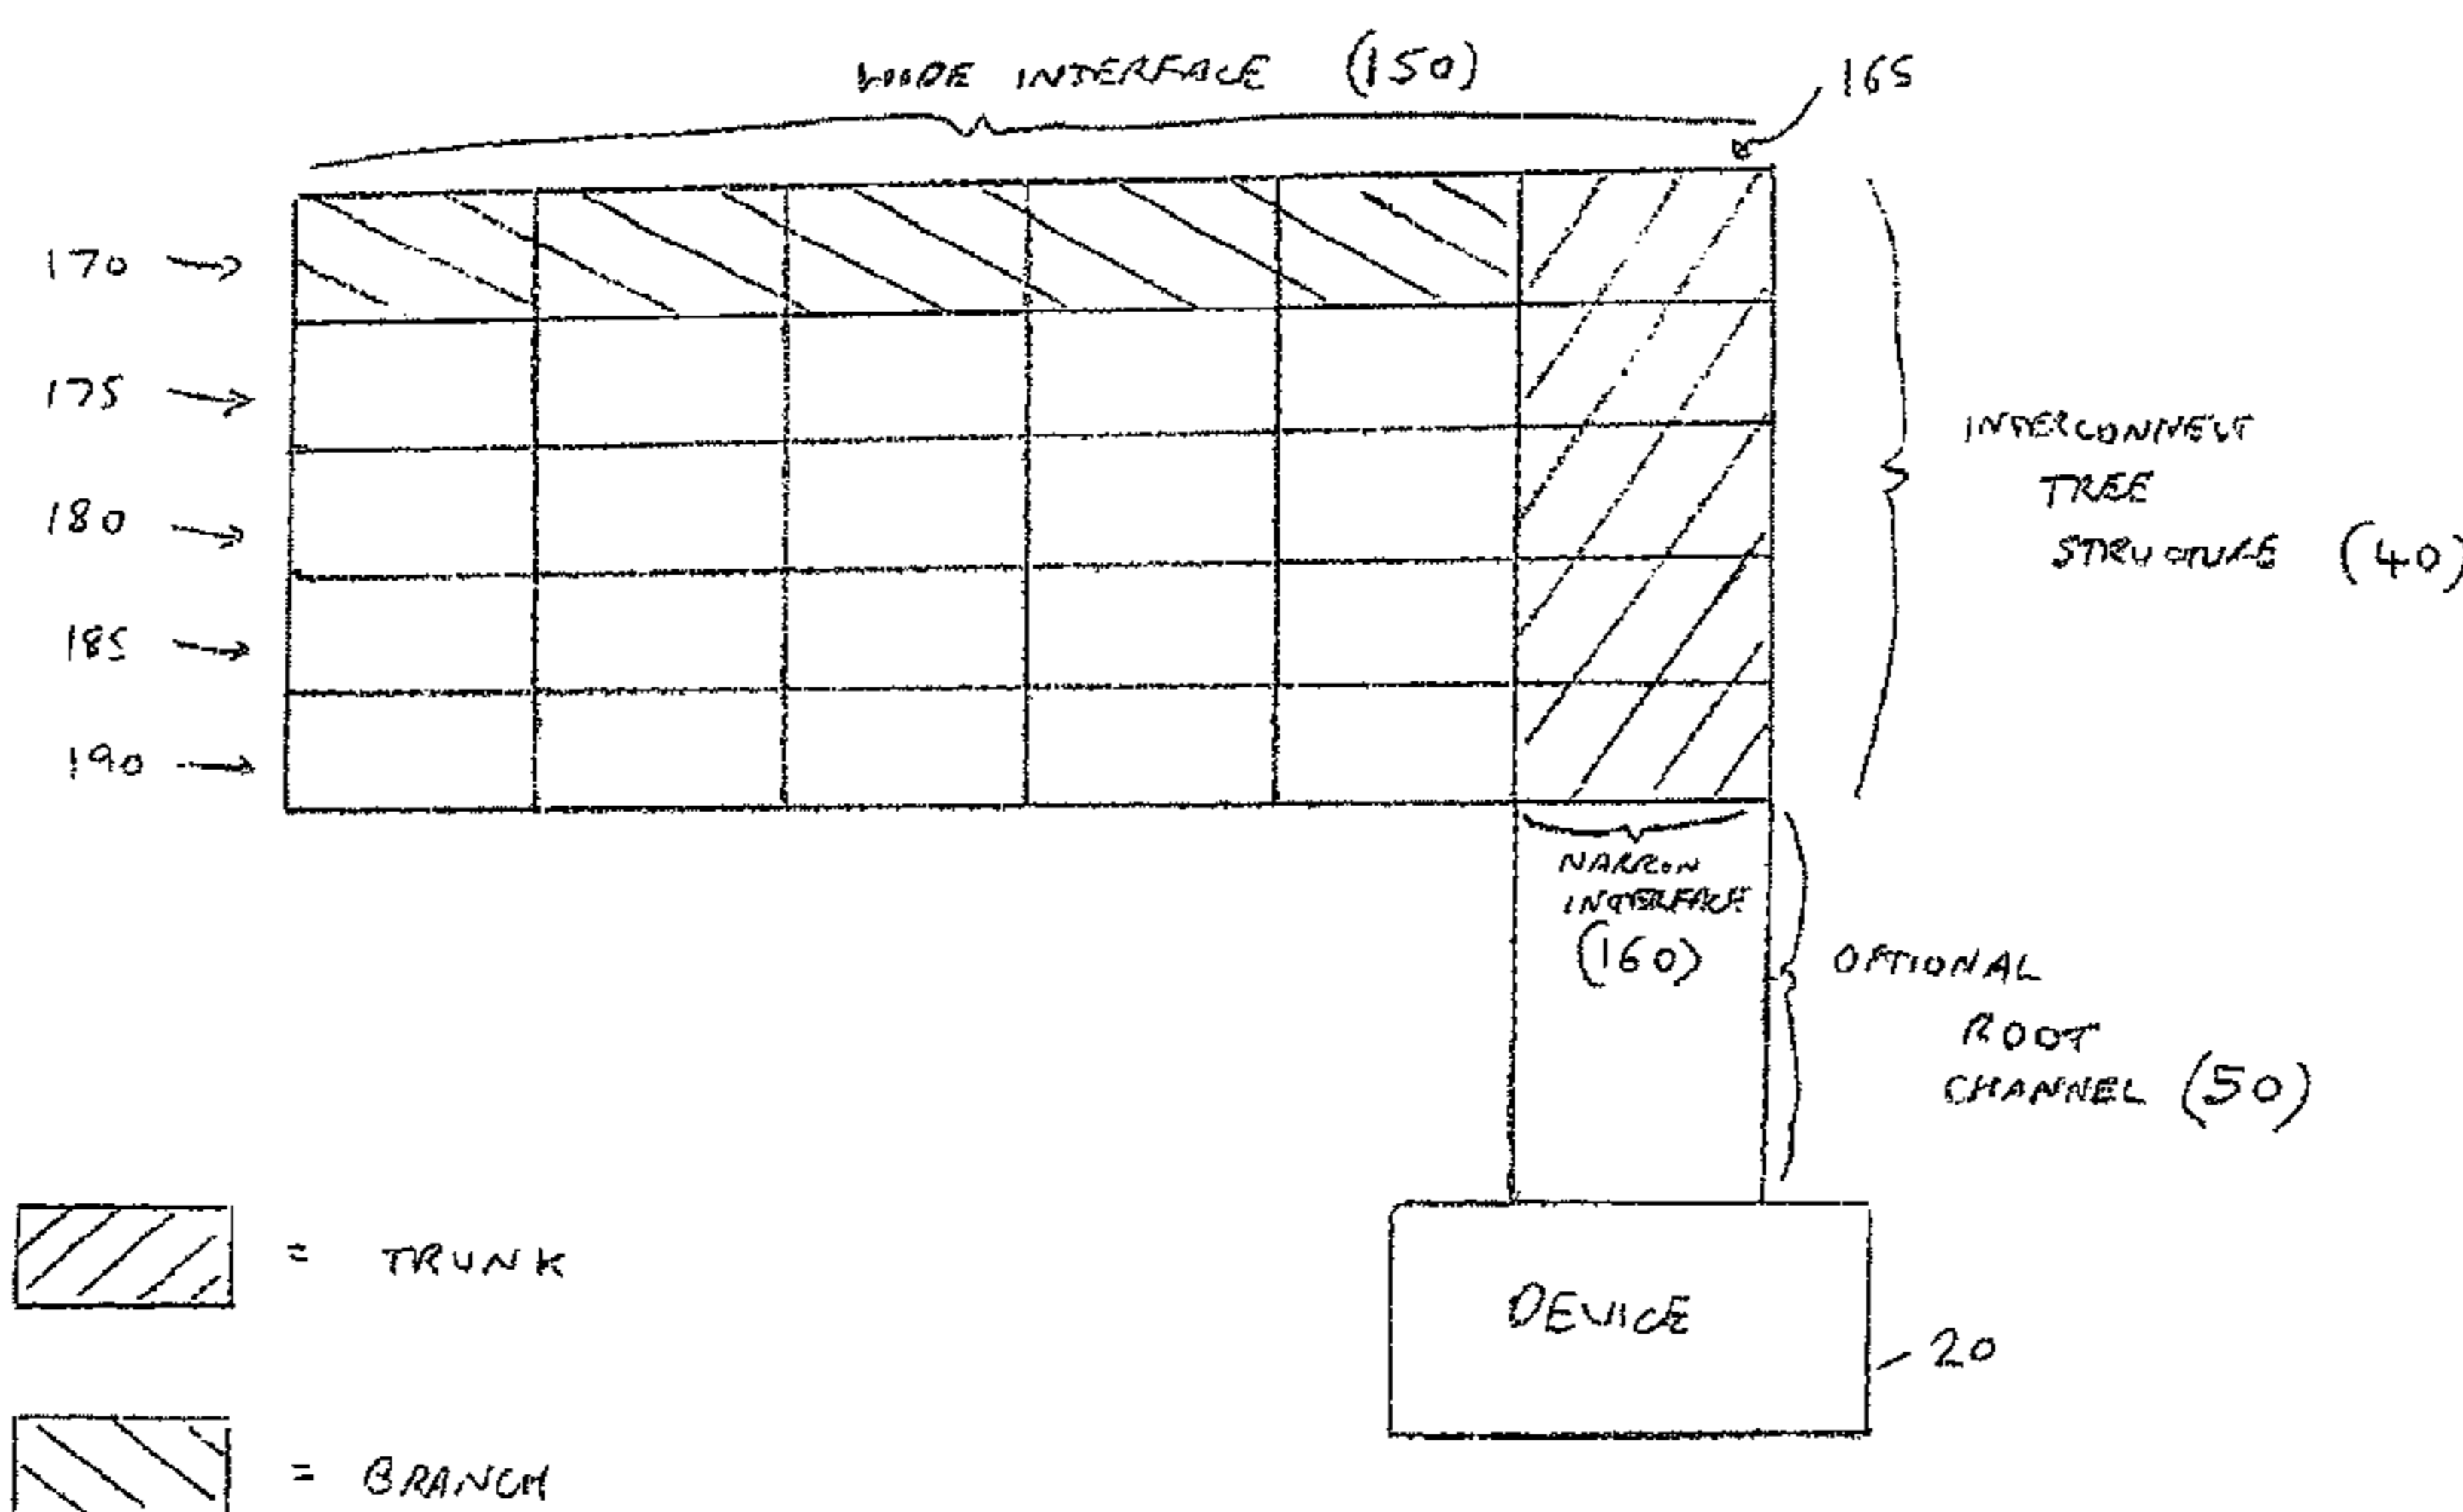 WIDE INTERFACE (150)
165
170
175
180
185
190
INTERCONNECT
TREE
STRUCTURE (40)
NARROW
INTERFACE
(160)
OPTIONAL
ROOT
CHANNEL (50)
DEVICE
20
= TRUNK
= BRANCH